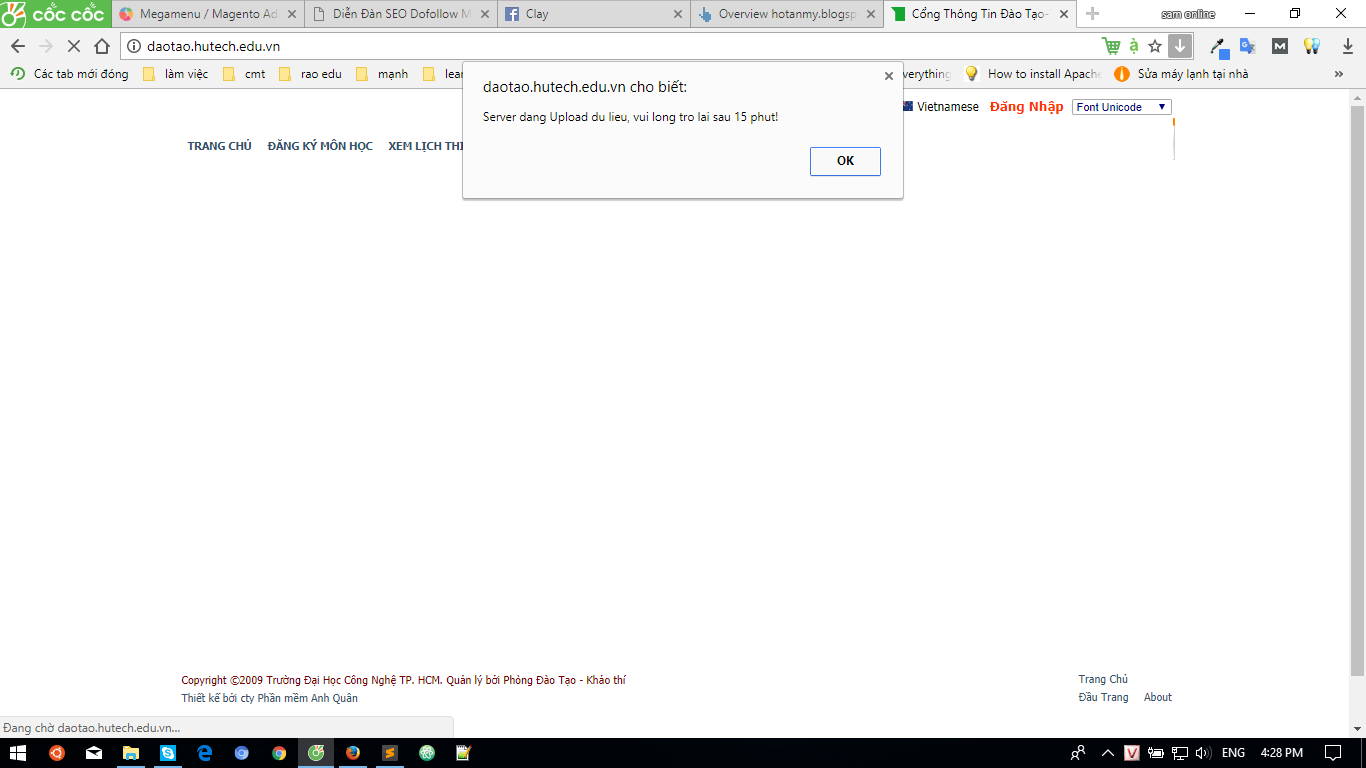 cốc cốc
Megamenu / Magento Ad
Diễn Đàn SEO Dofollow M
Clay
Overview hotanmy.blogsp
Cổng Thông Tin Đào Tạo-
sam online
daotao.hutech.edu.vn
Các tab mới đóng
làm việc
cmt
rao edu
mạnh
lear
verything
How to install Apache
Sửa máy lạnh tại nhà
daotao.hutech.edu.vn cho biết:
Server dang Upload du lieu, vui long tro lai sau 15 phut!
OK
Vietnamese
Đăng Nhập
Font Unicode
TRANG CHỦ
ĐĂNG KÝ MÔN HỌC
XEM LỊCH THI
Copyright ©2009 Trường Đại Học Công Nghệ TP. HCM. Quản lý bởi Phòng Đào Tạo - Khảo thí
Thiết kế bởi cty Phần mềm Anh Quân
Trang Chủ
Đầu Trang
About
Đang chờ daotao.hutech.edu.vn...
ENG
4:28 PM